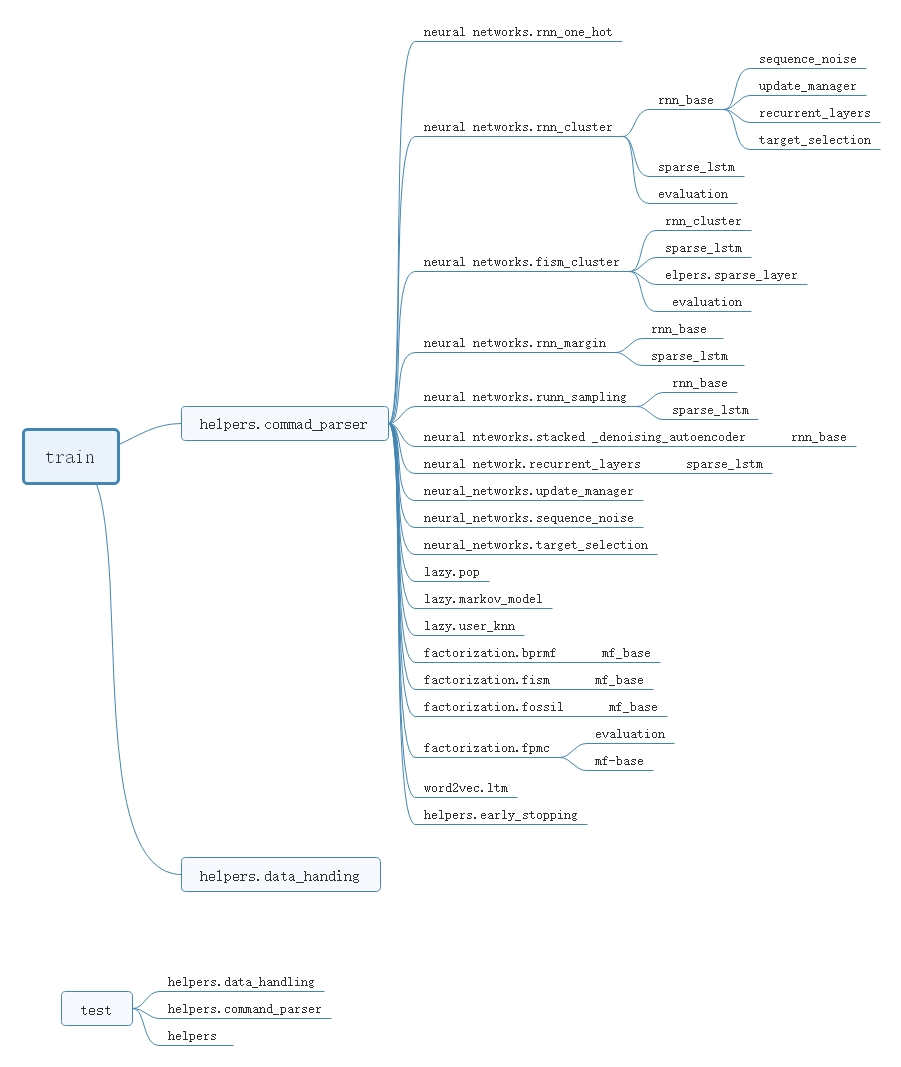 neural networks.rnn_one_hot
sequence_noise
update_manager
rnn_base
recurrent_layers
neural networks.rnn_cluster
target_selection
sparse_lstm
evaluation
rnn_cluster
sparse_lstm
neural networks.fism_cluster
elpers.sparse_layer
evaluation
rnn_base
neural networks.rnn_margin
sparse_lstm
rnn_base
neural networks.runn_sampling
sparse_lstm
helpers.commad_parser
train
neural nteworks.stacked _denoising_autoencoder rnn_base
neural network.recurrent_layers sparse_lstm
neural_networks.update_manager
neural_networks.sequence_noise
neural_networks.target_selection
lazy.pop
lazy.markov_model
lazy.user_knn
factorization.bprmf mf_base
factorization.fism mf_base
factorization.fossil mf_base
evaluation
factorization.fpmc
mf-base
word2vec.ltm
helpers.early_stopping
helpers.data_handing
helpers.data_handling
test
helpers.command_parser
helpers